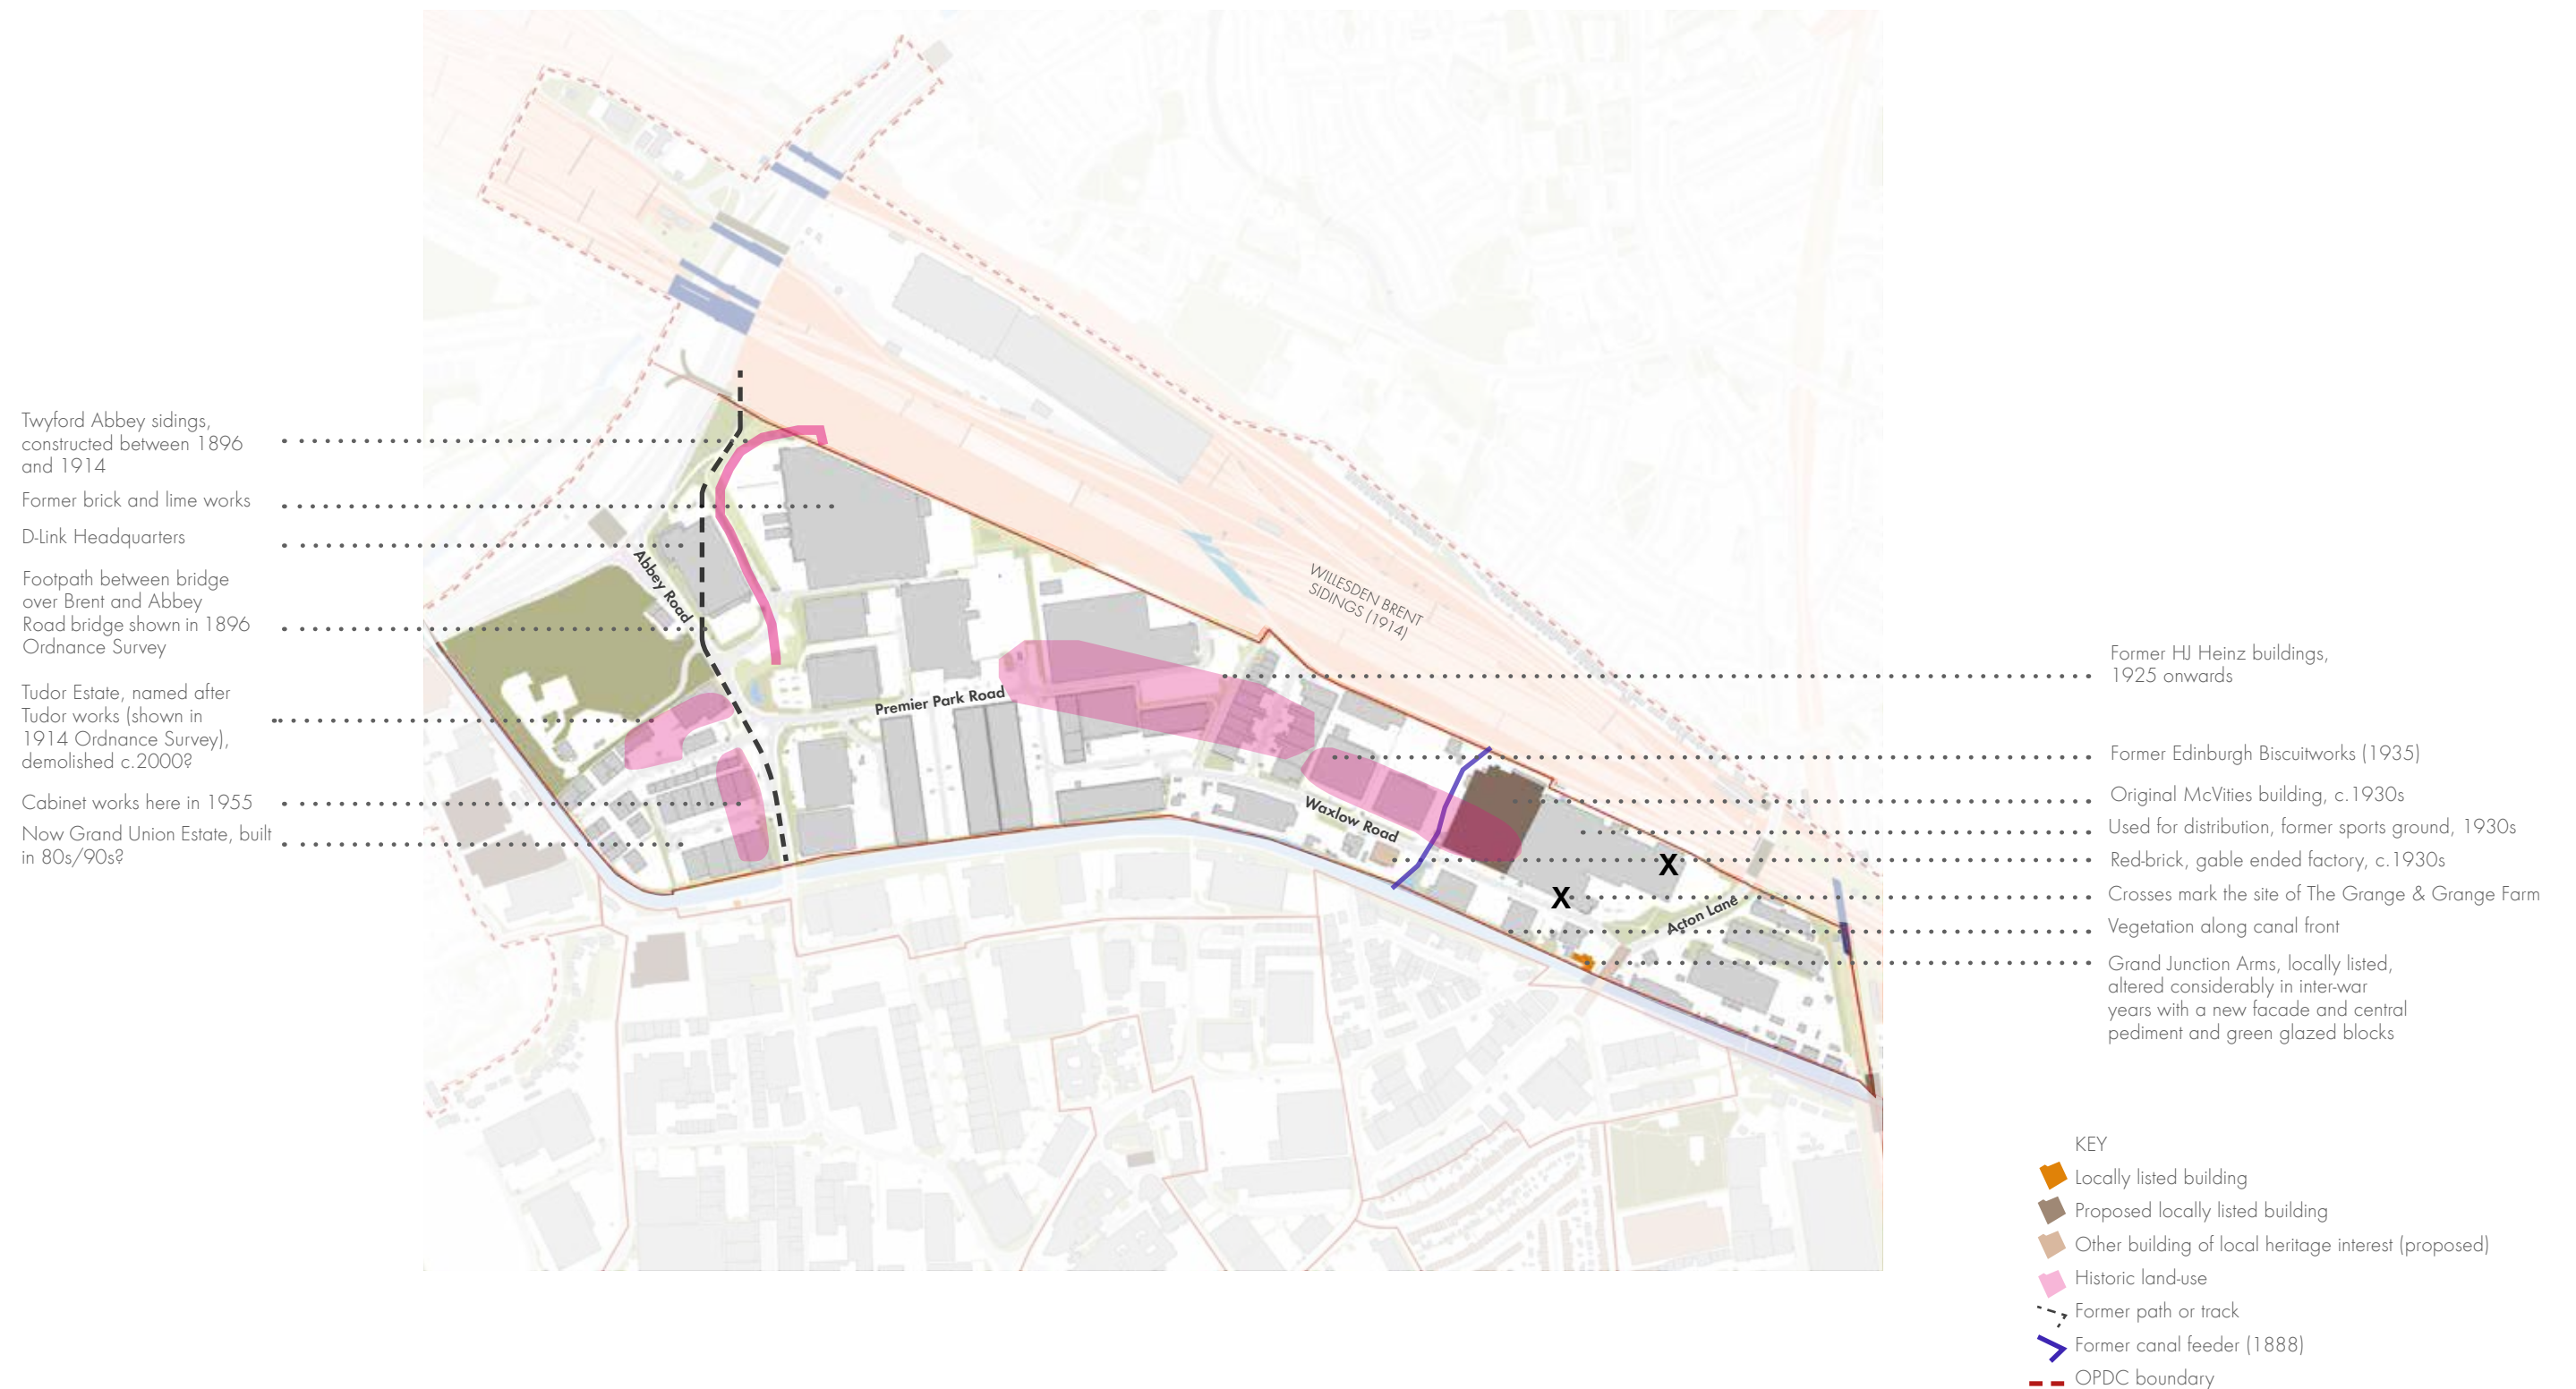 Twyford Abbey sidings,
constructed between 1896
and 1914
Former brick and lime works
D-Link Headquarters
Footpath between bridge
over Brent and Abbey
Road bridge shown in 1896
Ordnance Survey
Tudor Estate, named after
Tudor works (shown in
1914 Ordnance Survey),
demolished c.2000?
Cabinet works here in 1955
Now Grand Union Estate, built
in 80s/90s?
Abbey Road
Premier Park Road
WILLESDEN BRENT
SIDINGS (1914)
Waxlow Road
X
X
Acton Lane
Former HJ Heinz buildings,
1925 onwards
Former Edinburgh Biscuitworks (1935)
Original McVities building, c.1930s
Used for distribution, former sports ground, 1930s
Red-brick, gable ended factory, c.1930s
Crosses mark the site of The Grange & Grange Farm
Vegetation along canal front
Grand Junction Arms, locally listed,
altered considerably in inter-war
years with a new facade and central
pediment and green glazed blocks
KEY
Locally listed building
Proposed locally listed building
Other building of local heritage interest (proposed)
Historic land-use
Former path or track
Former canal feeder (1888)
OPDC boundary